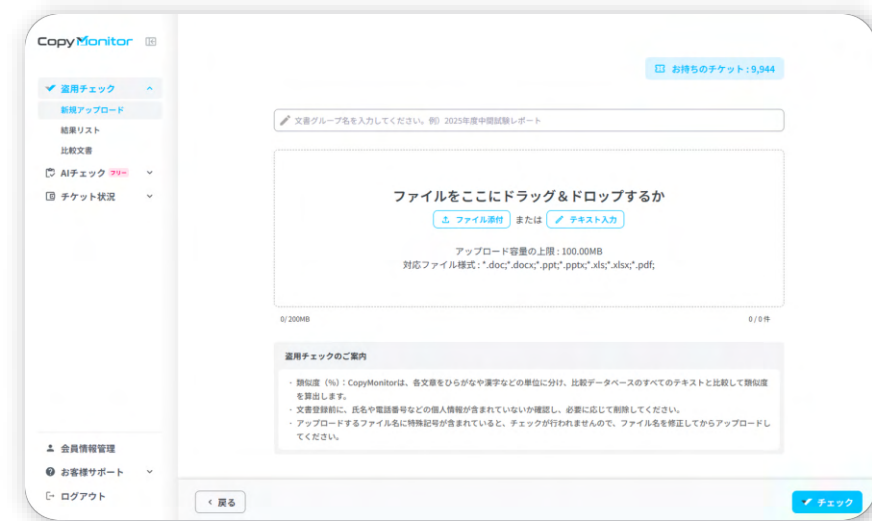 CopyMonitor
お持ちのチケット : 9,944
盗用チェック
新規アップロード
結果リスト
比較文書
AIチェック フリー
チケット状況
文書グループ名を入力してください。例）2025年度中間試験レポート
ファイルをここにドラッグ＆ドロップするか
ファイル添付 または テキスト入力
アップロード容量の上限 : 100.00MB
対応ファイル様式 : *.doc;*.docx;*.ppt;*.pptx;*.xls;*.xlsx;*.pdf;
0/ 200MB
0 / 0 件
盗用チェックのご案内
· 類似度（%）: CopyMonitorは、各文章をひらがなや漢字などの単位に分け、比較データベースのすべてのテキストと比較して類似度
を算出します。
· 文書登録前に、氏名や電話番号などの個人情報が含まれていないか確認し、必要に応じて削除してください。
· アップロードするファイル名に特殊記号が含まれていると、チェックが行われませんので、ファイル名を修正してからアップロードし
てください。
会員情報管理
お客様サポート
ログアウト
戻る
チェック